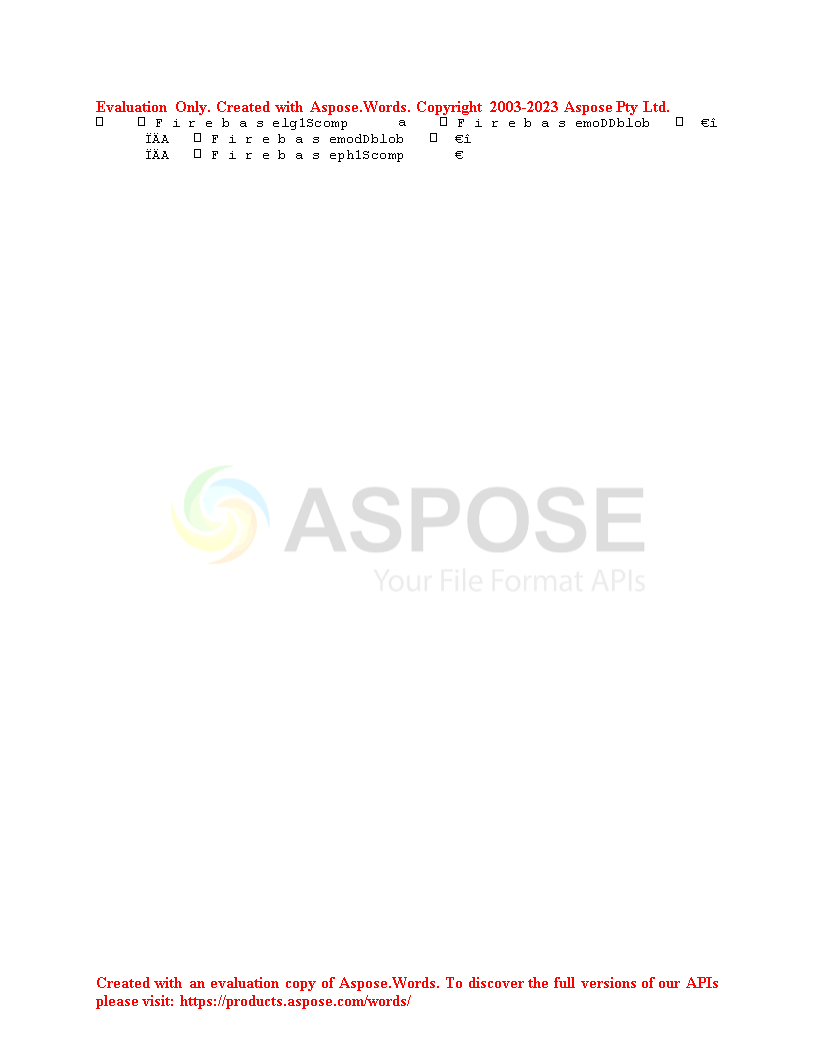 Evaluation Only. Created with Aspose.Words. Copyright 2003-2023 Aspose Pty Ltd.
□ □ F i r e b a s elg1Scomp a □ F i r e b a s emoDDblob □ €î
ÏÄA □ F i r e b a s emodDblob □ €î
ÏÄA □ F i r e b a s eph1Scomp €
ASPOSE
Your File Format APIs
Created with an evaluation copy of Aspose.Words. To discover the full versions of our APIs
please visit: https://products.aspose.com/words/